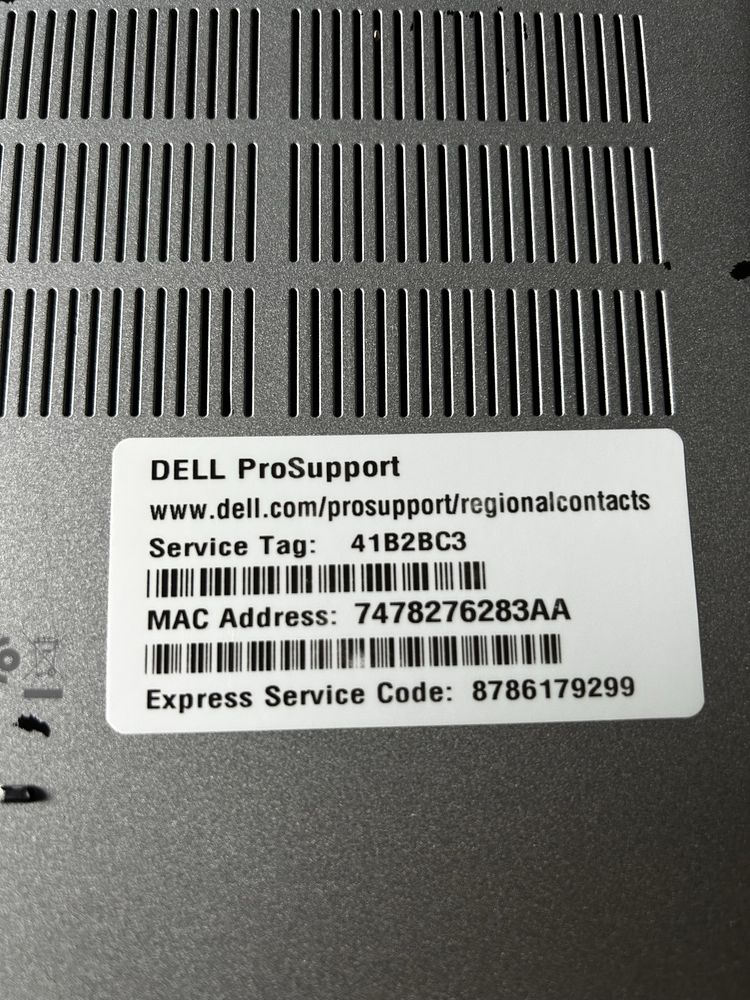 DELL ProSupport
www.dell.com/prosupport/regionalcontacts
Service Tag: 41B2BC3
MAC Address: 7478276283AA
Express Service Code: 8786179299